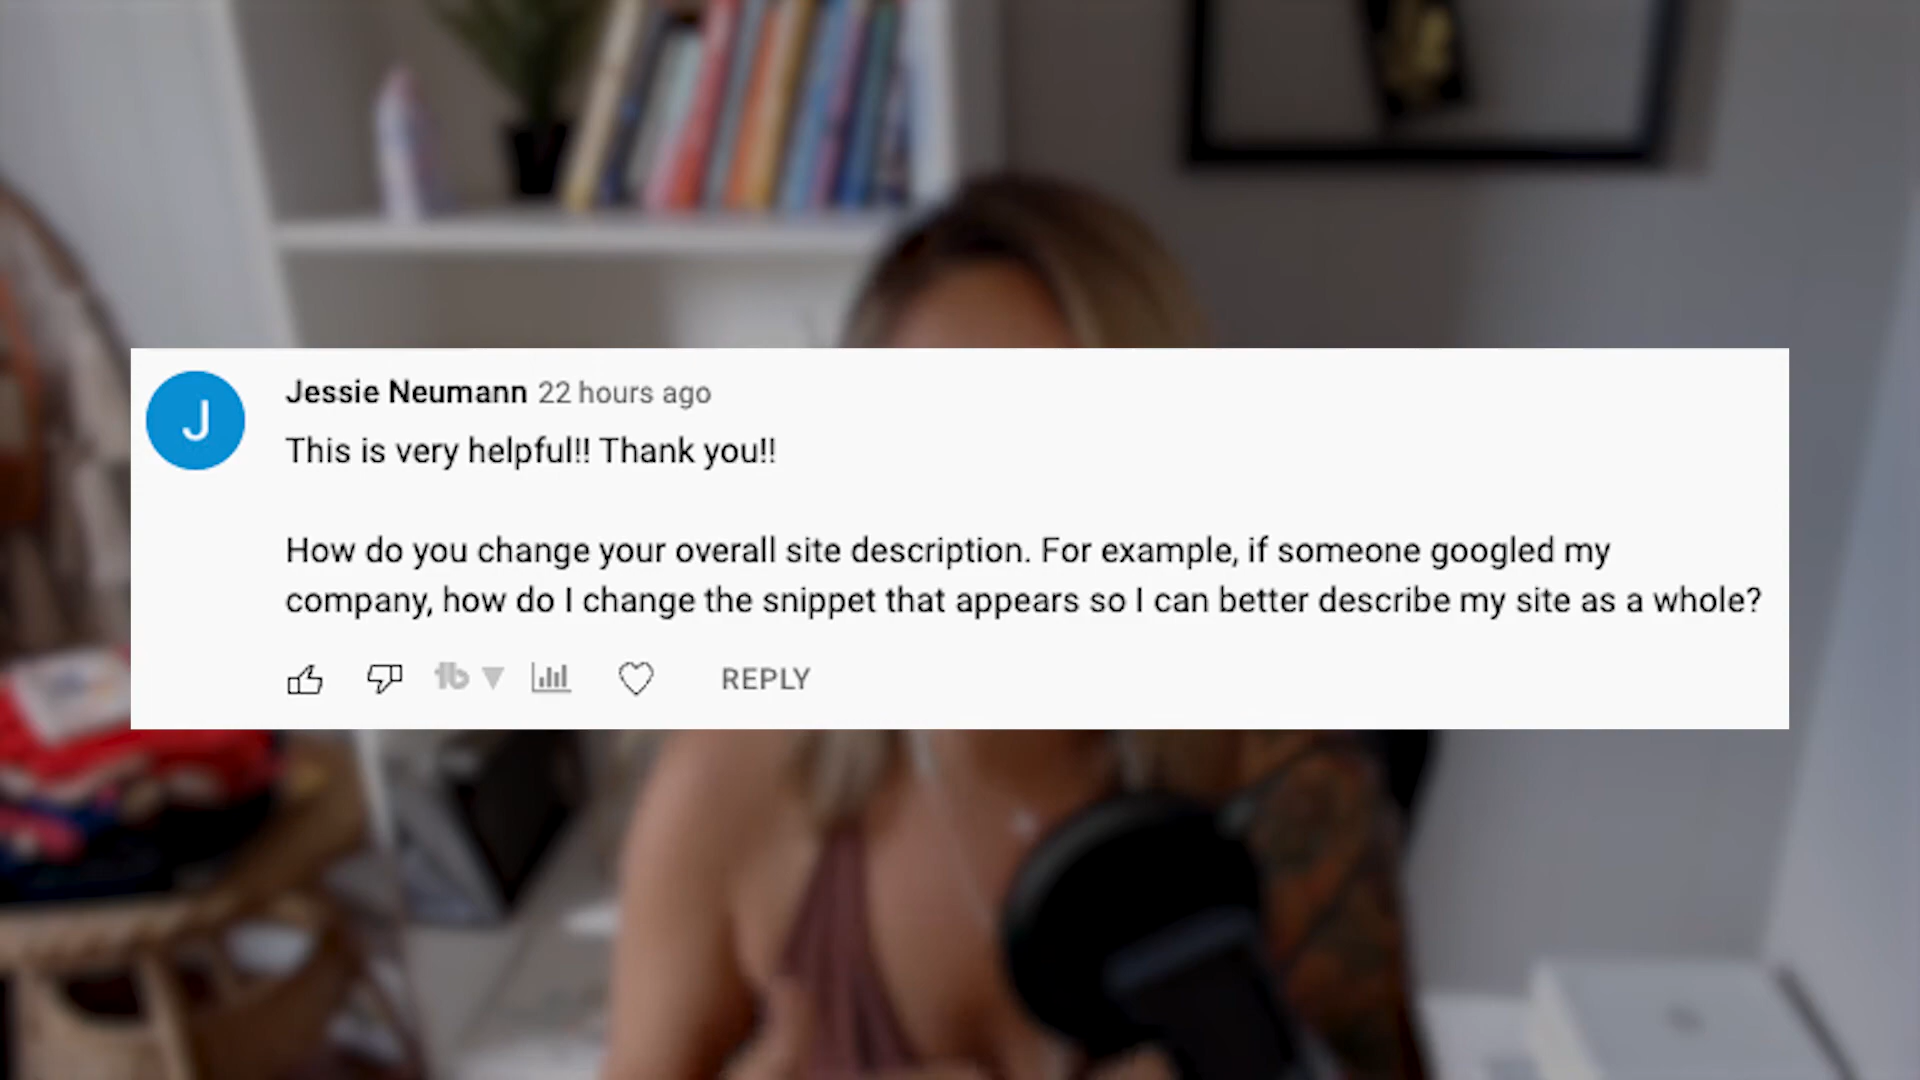 J
Jessie Neumann 22 hours ago
This is very helpful!! Thank you!!
How do you change your overall site description. For example, if someone googled my
company, how do I change the snippet that appears so I can better describe my site as a whole?
tb
REPLY